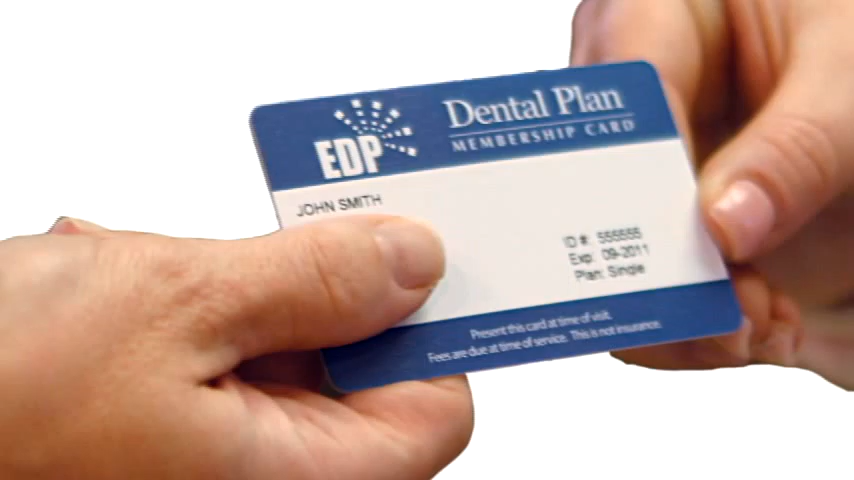 EDP
Dental Plan
MEMBERSHIP CARD
JOHN SMITH
ID #: 555555
Exp: 09-2011
Plan: Single
Present this card at time of visit.
Fees are due at time of service. This is not insurance.